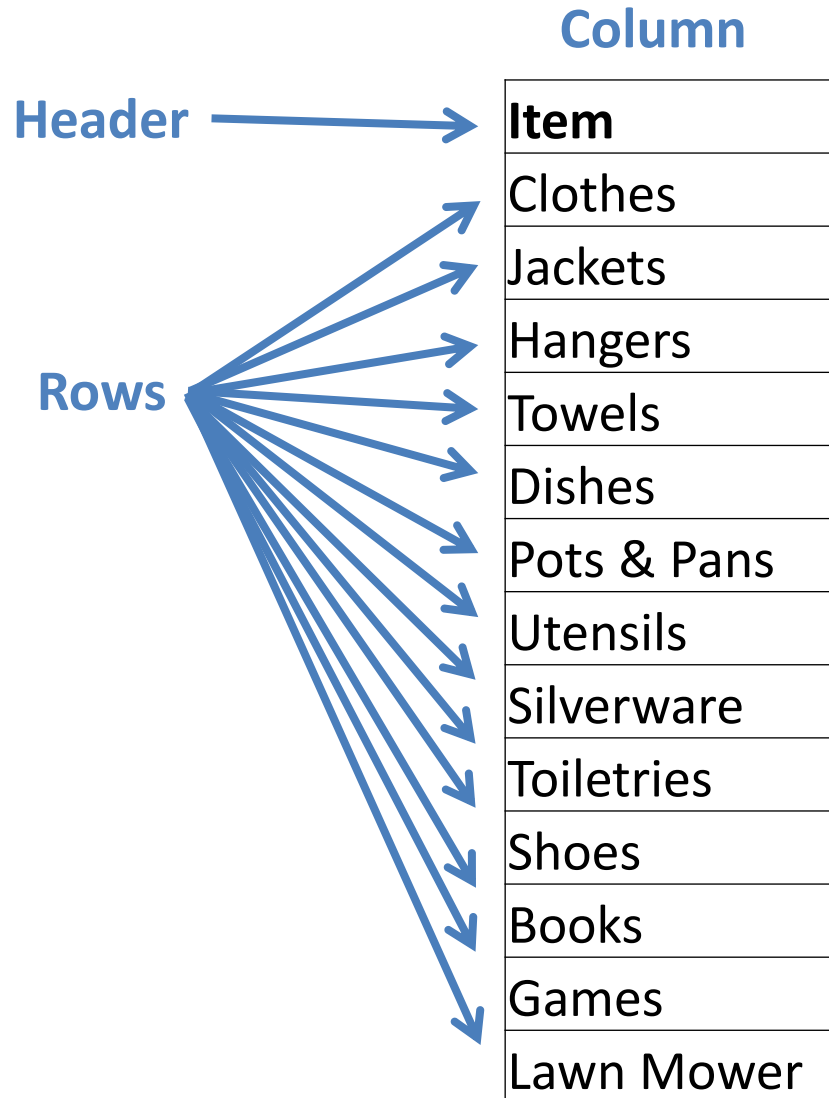 Column
Header
Item
Clothes
Jackets
Hangers
Rows
Towels
Dishes
Pots & Pans
Utensils
Silverware
Toiletries
Shoes
Books
Games
Lawn Mower